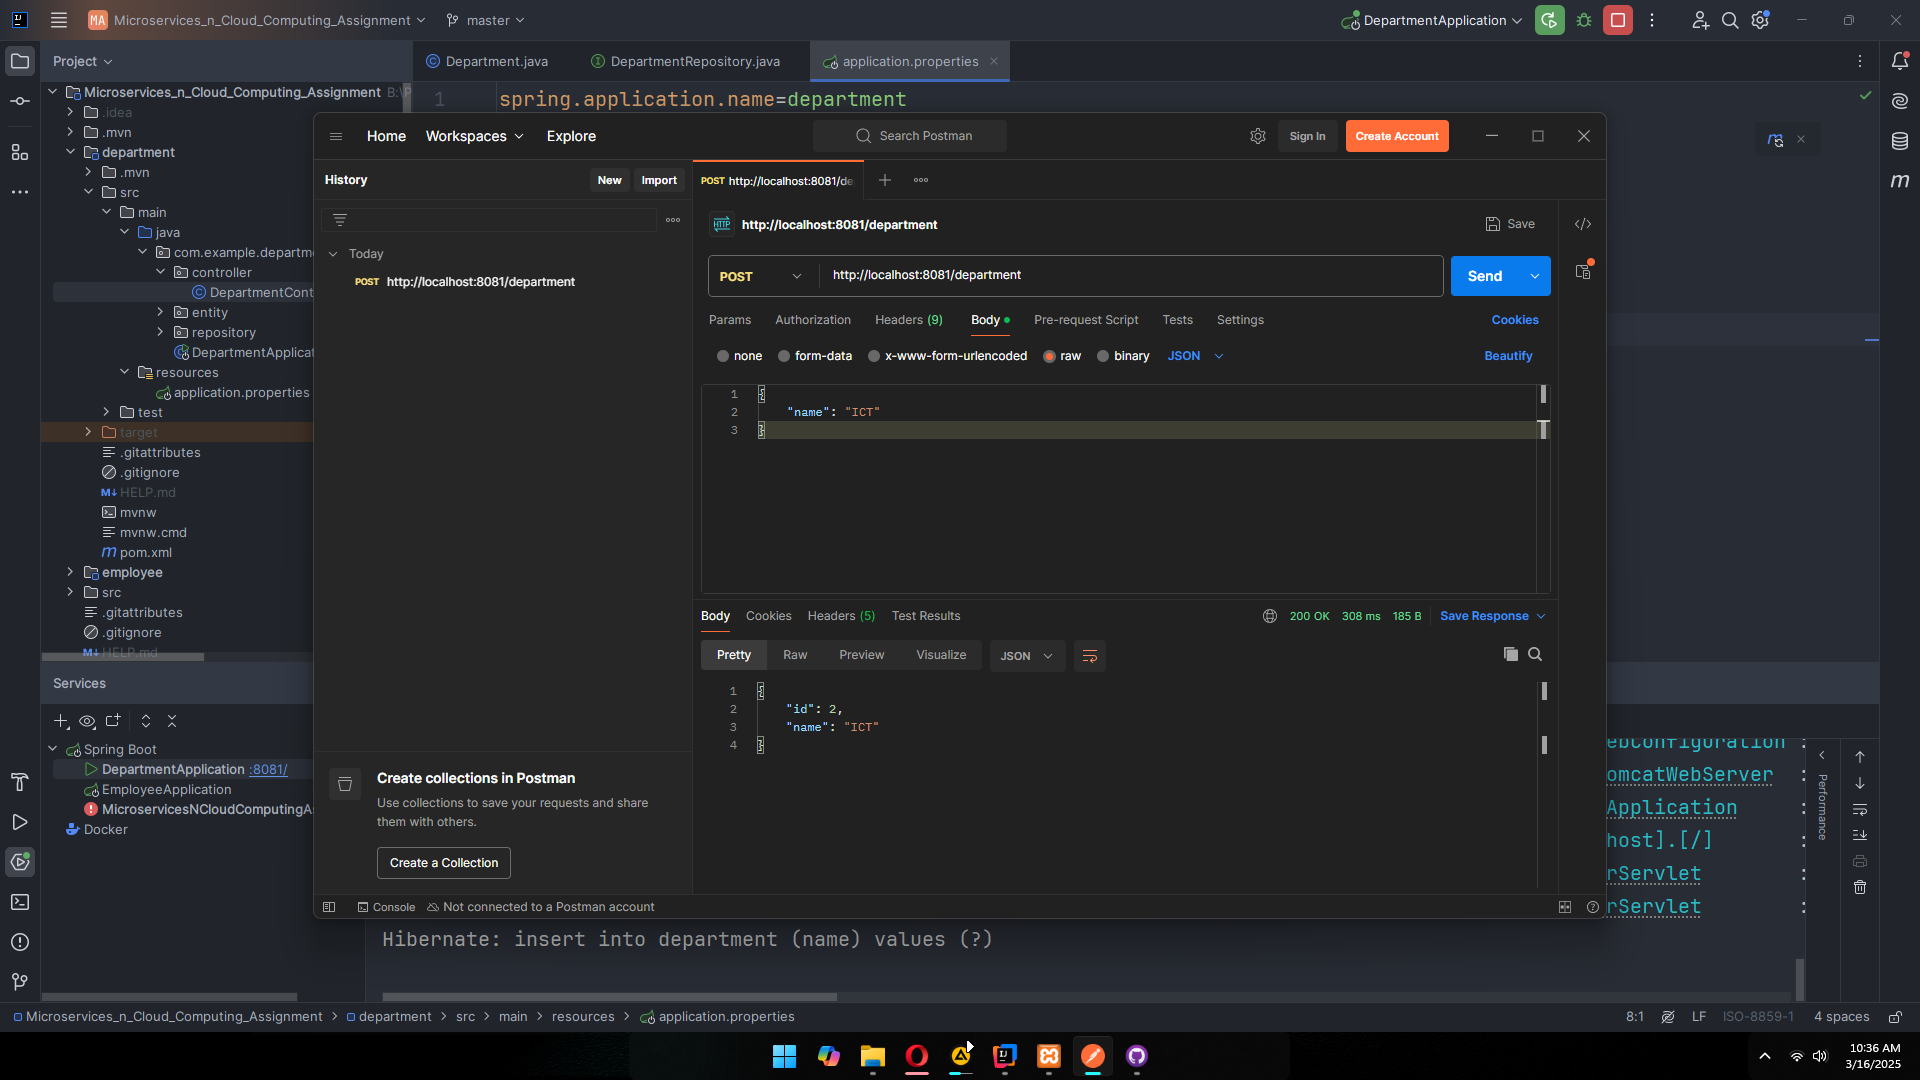 MA Microservices_n_Cloud_Computing_Assignment master DepartmentApplication
Project
Department.java DepartmentRepository.java application.properties
Microservices_n_Cloud_Computing_Assignment B:\P
1 spring.application.name=department
.idea
.mvn
department
.mvn
src
main
java
com.example.departm
controller
DepartmentCont
entity
repository
DepartmentApplicat
resources
application.properties
test
target
.gitattributes
.gitignore
M↓ HELP.md
mvnw
mvnw.cmd
m pom.xml
employee
src
.gitattributes
.gitignore
M↓ HELP.md
Services
Spring Boot
DepartmentApplication :8081/
EmployeeApplication
MicroservicesNCloudComputingA
Docker
Home Workspaces Explore Search Postman Sign In Create Account
History New Import
POST http://localhost:8081/de
HTTP http://localhost:8081/department Save
Today
POST http://localhost:8081/department
POST http://localhost:8081/department Send
Params Authorization Headers (9) Body Pre-request Script Tests Settings Cookies
none form-data x-www-form-urlencoded raw binary JSON Beautify
1 {
2 "name": "ICT"
3 }
Body Cookies Headers (5) Test Results 200 OK 308 ms 185 B Save Response
Pretty Raw Preview Visualize JSON
1 {
2 "id": 2,
3 "name": "ICT"
4 }
Create collections in Postman
Use collections to save your requests and share
them with others.
Create a Collection
Console Not connected to a Postman account
ebConfiguration :
omcatWebServer :
Application :
host].[/] :
rServlet :
rServlet :
Performance
Hibernate: insert into department (name) values (?)
Microservices_n_Cloud_Computing_Assignment > department > src > main > resources > application.properties 8:1 LF ISO-8859-1 4 spaces
10:36 AM
3/16/2025